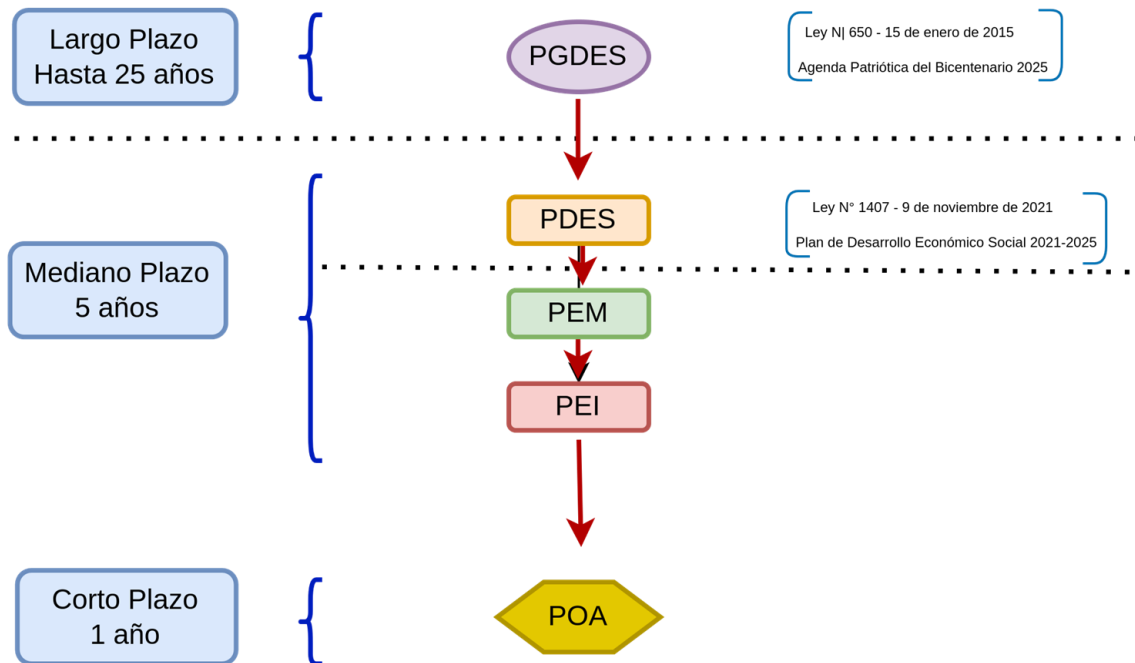 Largo Plazo
Hasta 25 años
PGDES
Ley N| 650 - 15 de enero de 2015
Agenda Patriótica del Bicentenario 2025
PDES
Ley N° 1407 - 9 de noviembre de 2021
Plan de Desarrollo Económico Social 2021-2025
Mediano Plazo
5 años
PEM
PEI
Corto Plazo
1 año
POA